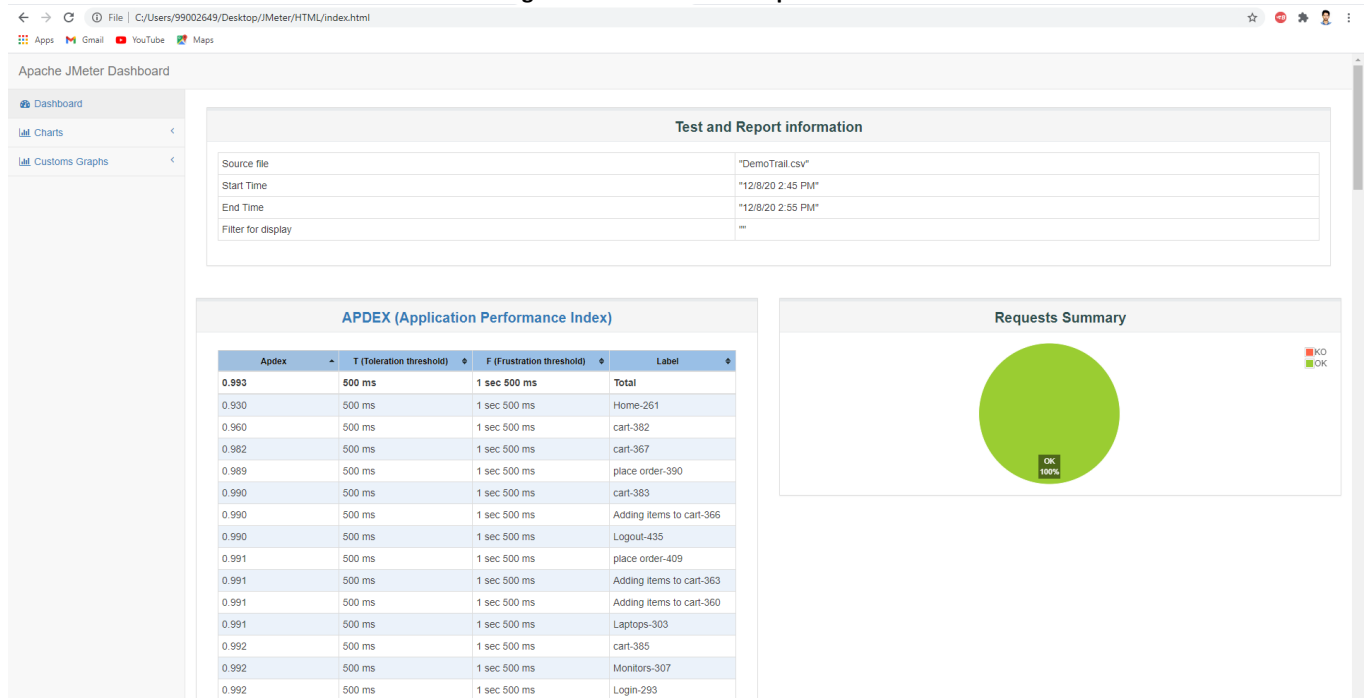 File | C:/Users/99002649/Desktop/JMeter/HTML/index.html
Apps Gmail YouTube Maps
Apache JMeter Dashboard
Dashboard
Charts
Customs Graphs
Test and Report information
Source file "DemoTrail.csv"
Start Time "12/8/20 2:45 PM"
End Time "12/8/20 2:55 PM"
Filter for display ""
APDEX (Application Performance Index)
Apdex T (Toleration threshold) F (Frustration threshold) Label
0.993 500 ms 1 sec 500 ms Total
0.930 500 ms 1 sec 500 ms Home-261
0.960 500 ms 1 sec 500 ms cart-382
0.982 500 ms 1 sec 500 ms cart-367
0.989 500 ms 1 sec 500 ms place order-390
0.990 500 ms 1 sec 500 ms cart-383
0.990 500 ms 1 sec 500 ms Adding items to cart-366
0.990 500 ms 1 sec 500 ms Logout-435
0.991 500 ms 1 sec 500 ms place order-409
0.991 500 ms 1 sec 500 ms Adding items to cart-363
0.991 500 ms 1 sec 500 ms Adding items to cart-360
0.991 500 ms 1 sec 500 ms Laptops-303
0.992 500 ms 1 sec 500 ms cart-385
0.992 500 ms 1 sec 500 ms Monitors-307
0.992 500 ms 1 sec 500 ms Login-293
Requests Summary
KO
OK
OK
100%